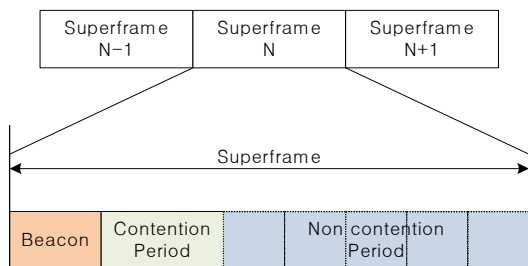 Superframe Superframe Superframe
N-1 N N+1
Superframe
Beacon Contention Period
Non contention Period